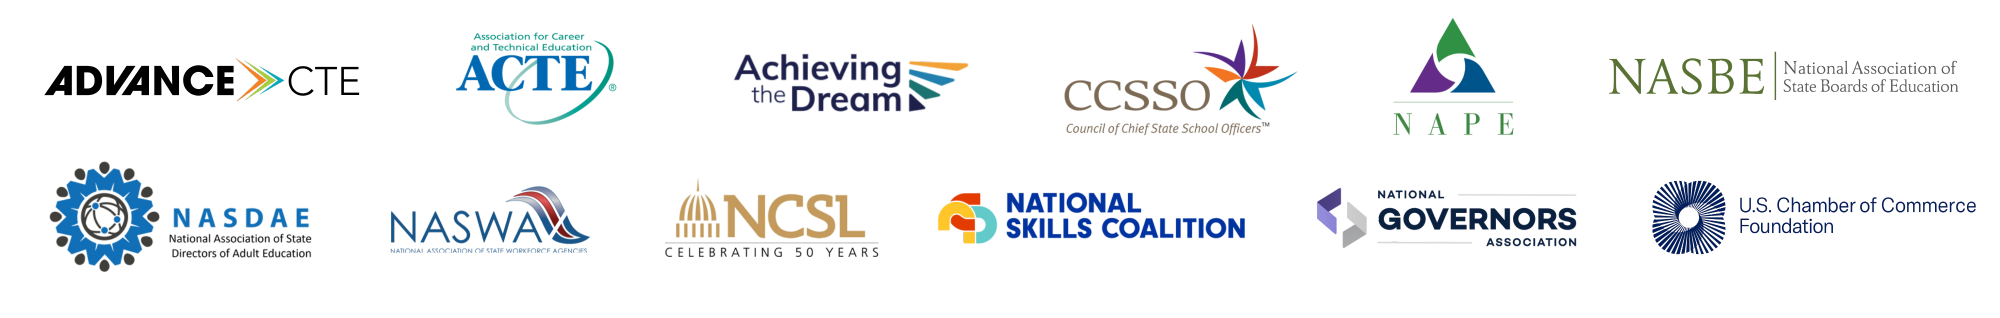 ADVANCE CTE
Association for Career
and Technical Education
ACTE®
Achieving
the Dream
CCSSO
Council of Chief State School Officers™
NAPE
NASBE
National Association of
State Boards of Education
NASDAE
National Association of State
Directors of Adult Education
NASWA
NATIONAL ASSOCIATION OF STATE WORKFORCE AGENCIES
NCSL
CELEBRATING 50 YEARS
NATIONAL
SKILLS COALITION
NATIONAL
GOVERNORS
ASSOCIATION
U.S. Chamber of Commerce
Foundation